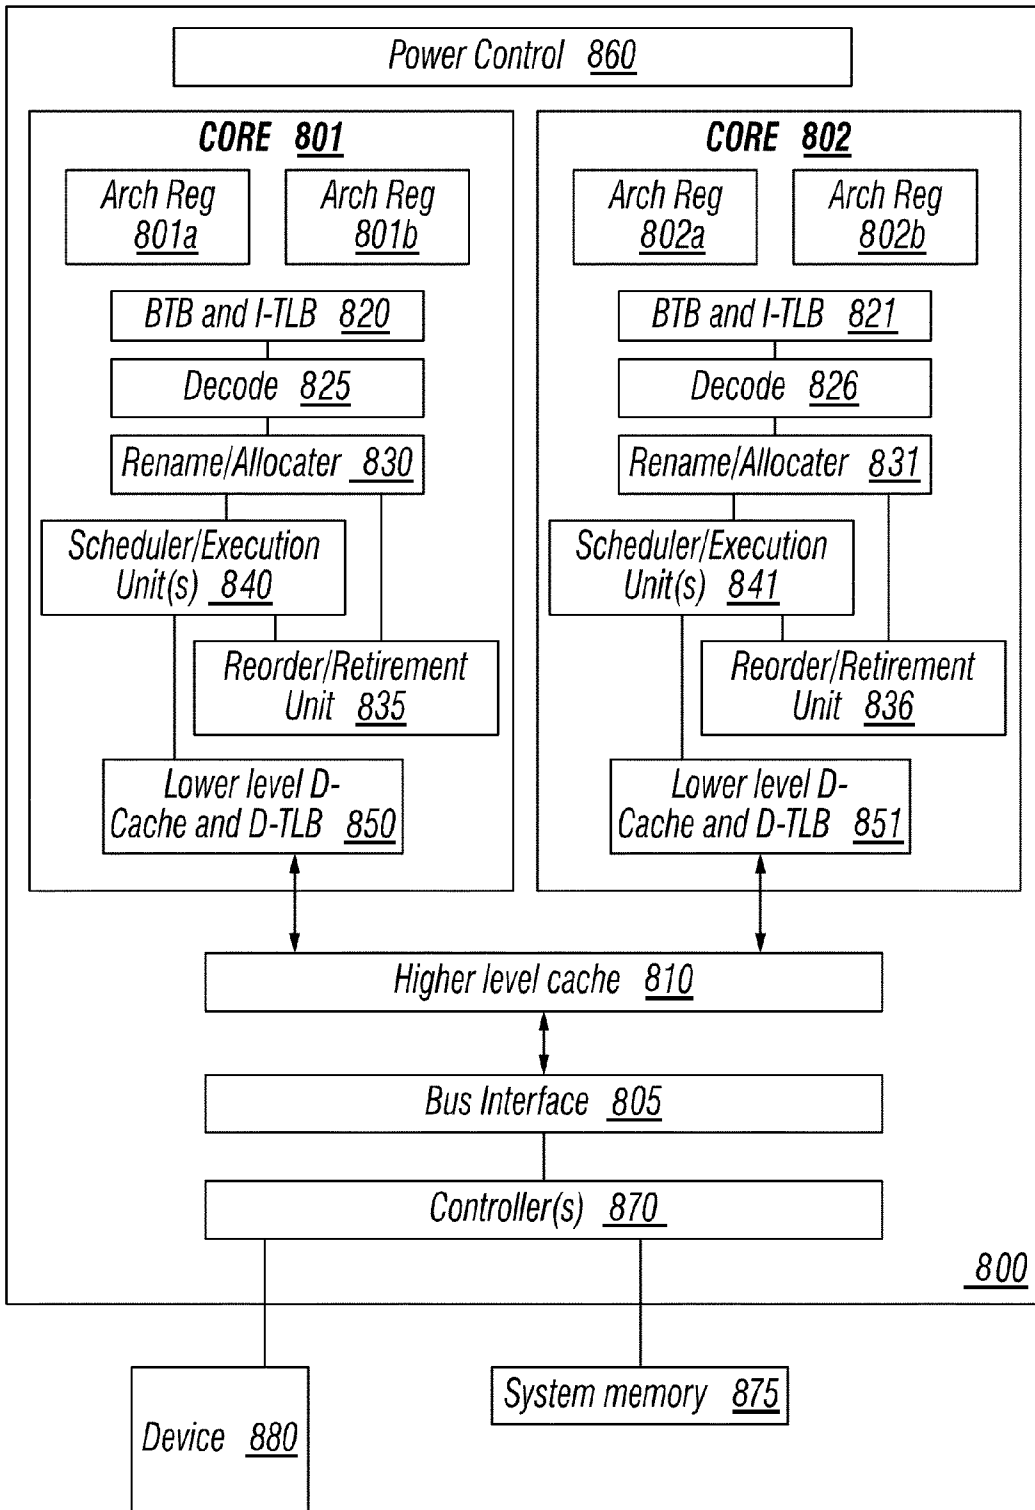 Power Control 860
CORE 801
Arch Reg
801a
Arch Reg
801b
BTB and I-TLB 820
Decode 825
Rename/Allocater 830
Scheduler/Execution
Unit(s) 840
Reorder/Retirement
Unit 835
Lower level D-
Cache and D-TLB 850
CORE 802
Arch Reg
802a
Arch Reg
802b
BTB and I-TLB 821
Decode 826
Rename/Allocater 831
Scheduler/Execution
Unit(s) 841
Reorder/Retirement
Unit 836
Lower level D-
Cache and D-TLB 851
Higher level cache 810
Bus Interface 805
Controller(s) 870
800
Device 880
System memory 875